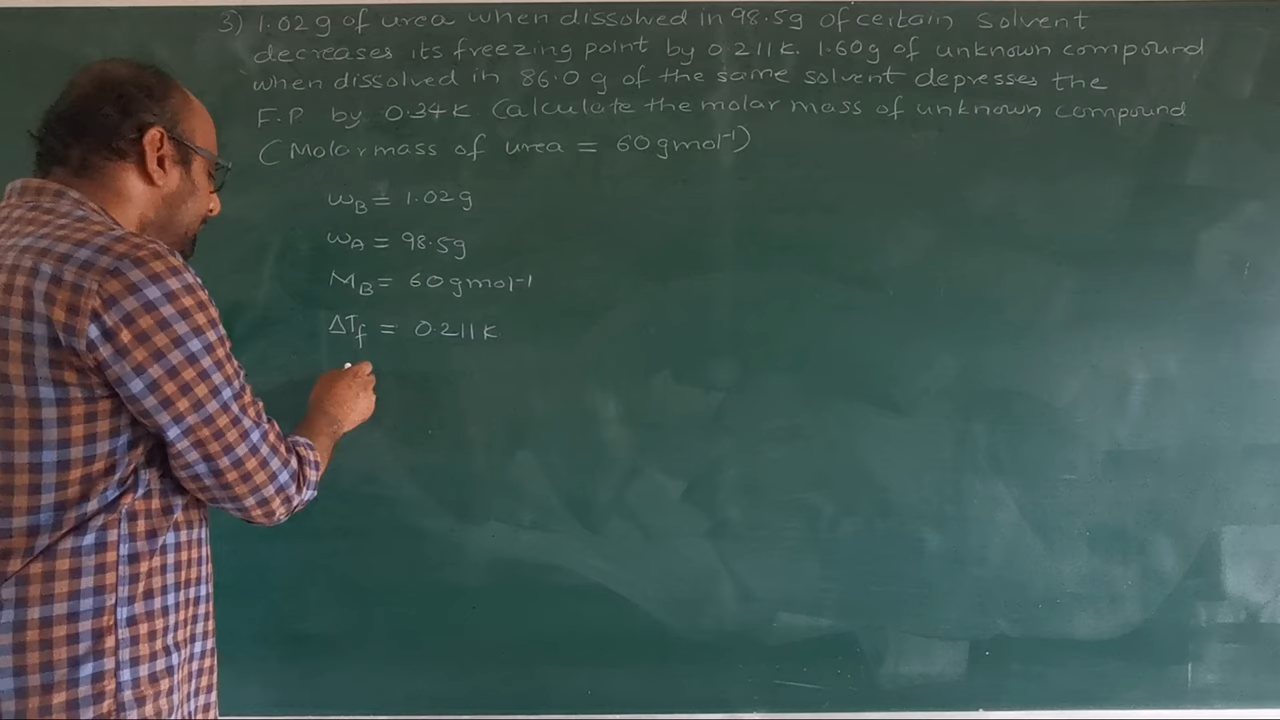 3) 1.02 g of urea when dissolved in 98.5g of certain solvent
decreases its freezing point by 0.211K. 1.60g of unknown compound
when dissolved in 86.0 g of the same solvent depresses the
F.P. by 0.34K. Calculate the molar mass of unknown compound
(Molar mass of urea = 60gmol⁻¹)
wB = 1.02g
wA = 98.5g
MB = 60gmol⁻¹
ΔTf = 0.211K